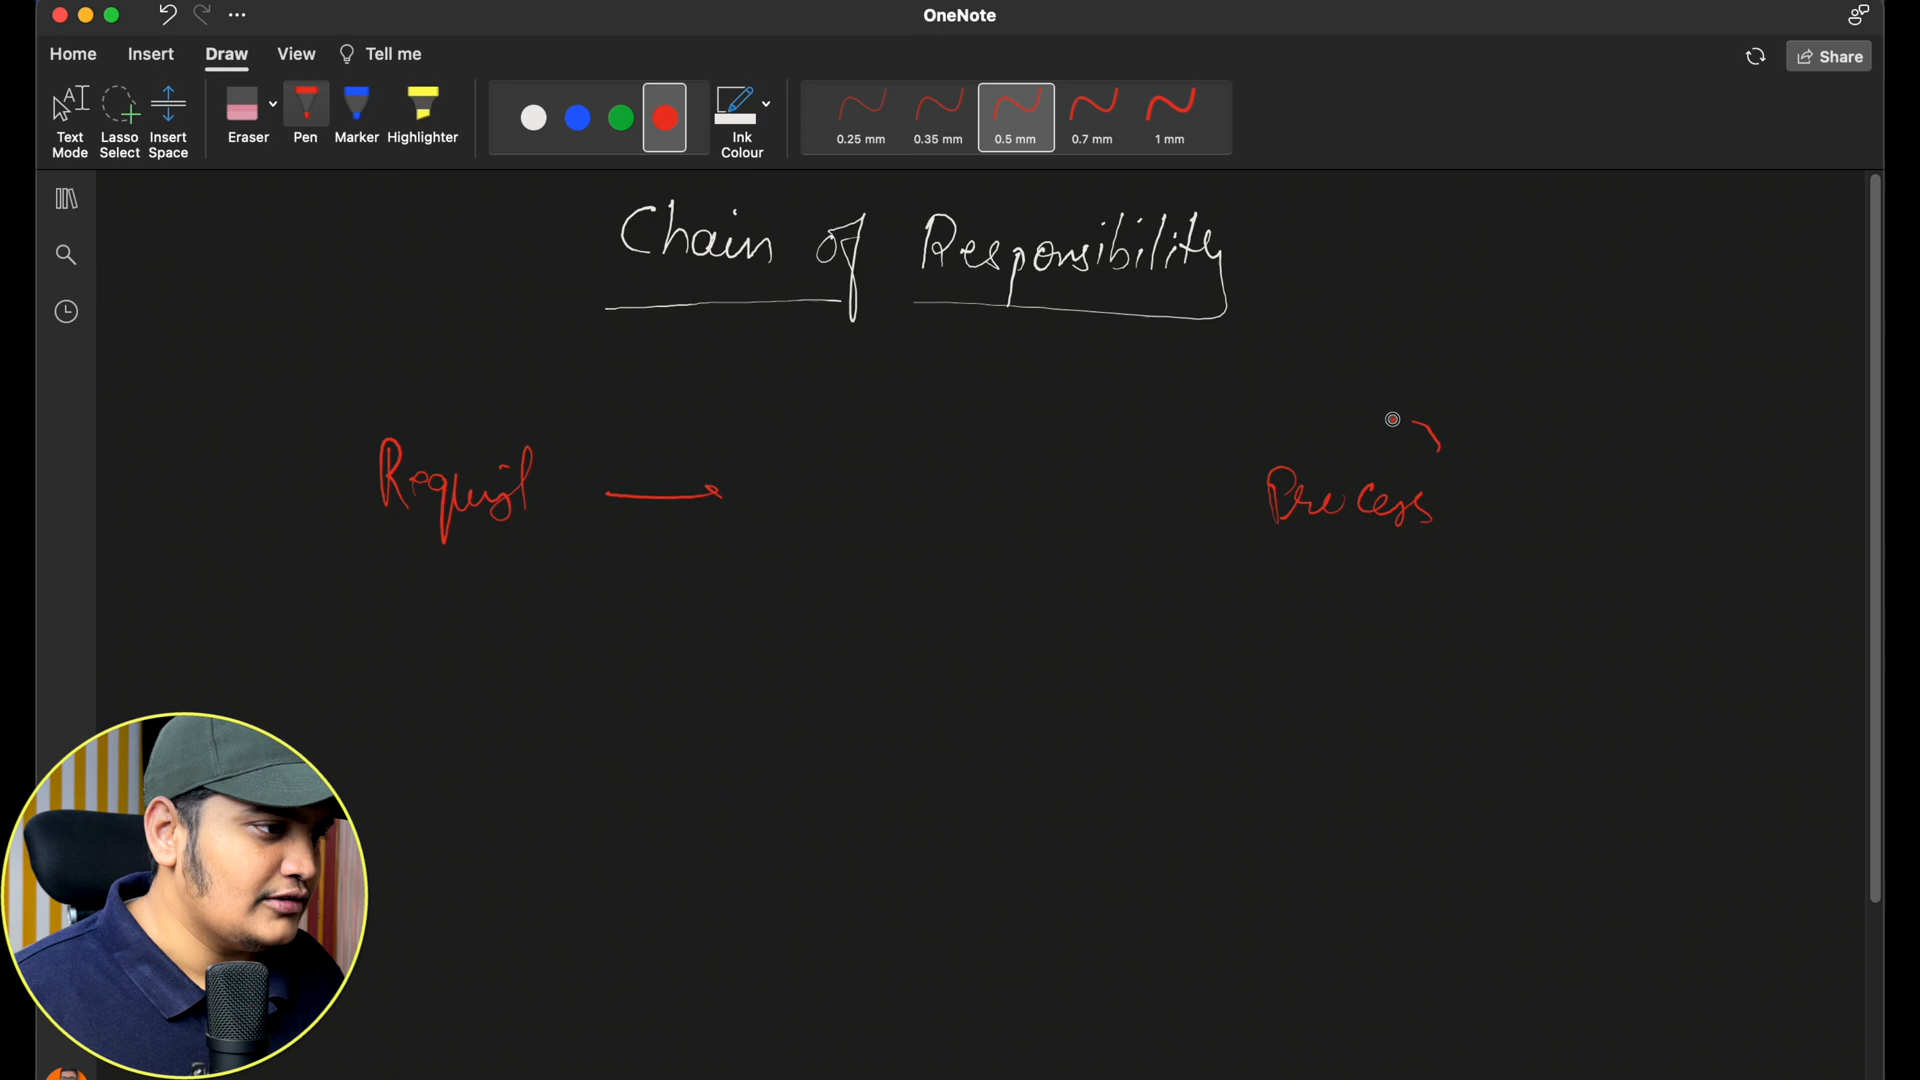 OneNote
Home Insert Draw View Tell me
Share
Text Mode
Lasso Select
Insert Space
Eraser
Pen
Marker
Highlighter
Ink Colour
0.25 mm
0.35 mm
0.5 mm
0.7 mm
1 mm
Chain of Responsibility
Request
Process